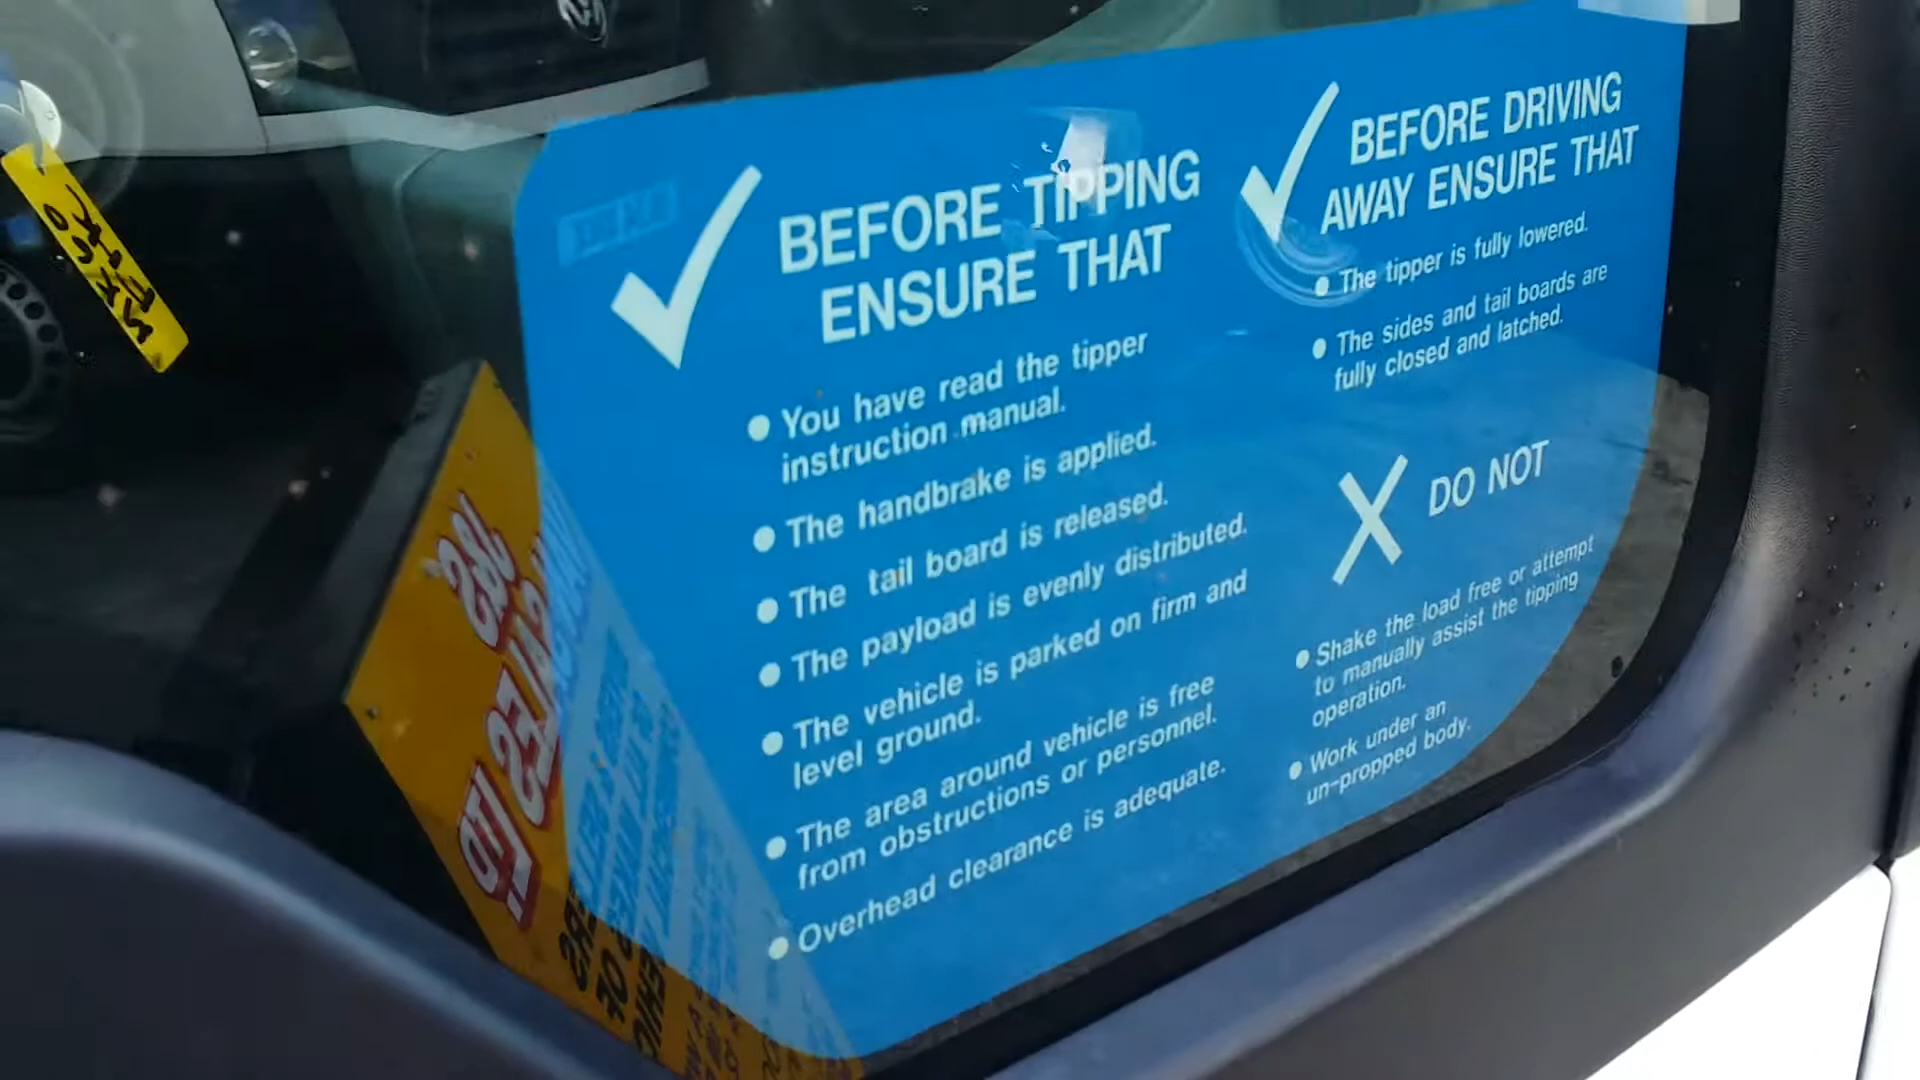 BEFORE TIPPING
ENSURE THAT
You have read the tipper
instruction manual.
The handbrake is applied.
The tail board is released.
The payload is evenly distributed.
The vehicle is parked on firm and
level ground.
The area around vehicle is free
from obstructions or personnel.
Overhead clearance is adequate.
BEFORE DRIVING
AWAY ENSURE THAT
The tipper is fully lowered.
The sides and tail boards are
fully closed and latched.
DO NOT
Shake the load free or attempt
to manually assist the tipping
operation.
Work under an
un-propped body.
SALES LTD